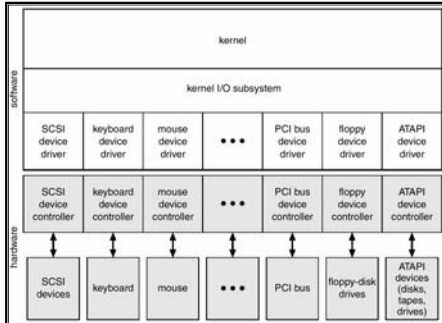 kernel
kernel I/O subsystem
software
SCSI
device
driver
keyboard
device
driver
mouse
device
driver
•••
PCI bus
device
driver
floppy
device
driver
ATAPI
device
driver
hardware
SCSI
device
controller
keyboard
device
controller
mouse
device
controller
•••
PCI bus
device
controller
floppy
device
controller
ATAPI
device
controller
SCSI
devices
keyboard
mouse
•••
PCI bus
floppy-disk
drives
ATAPI
devices
(disks,
tapes,
drives)